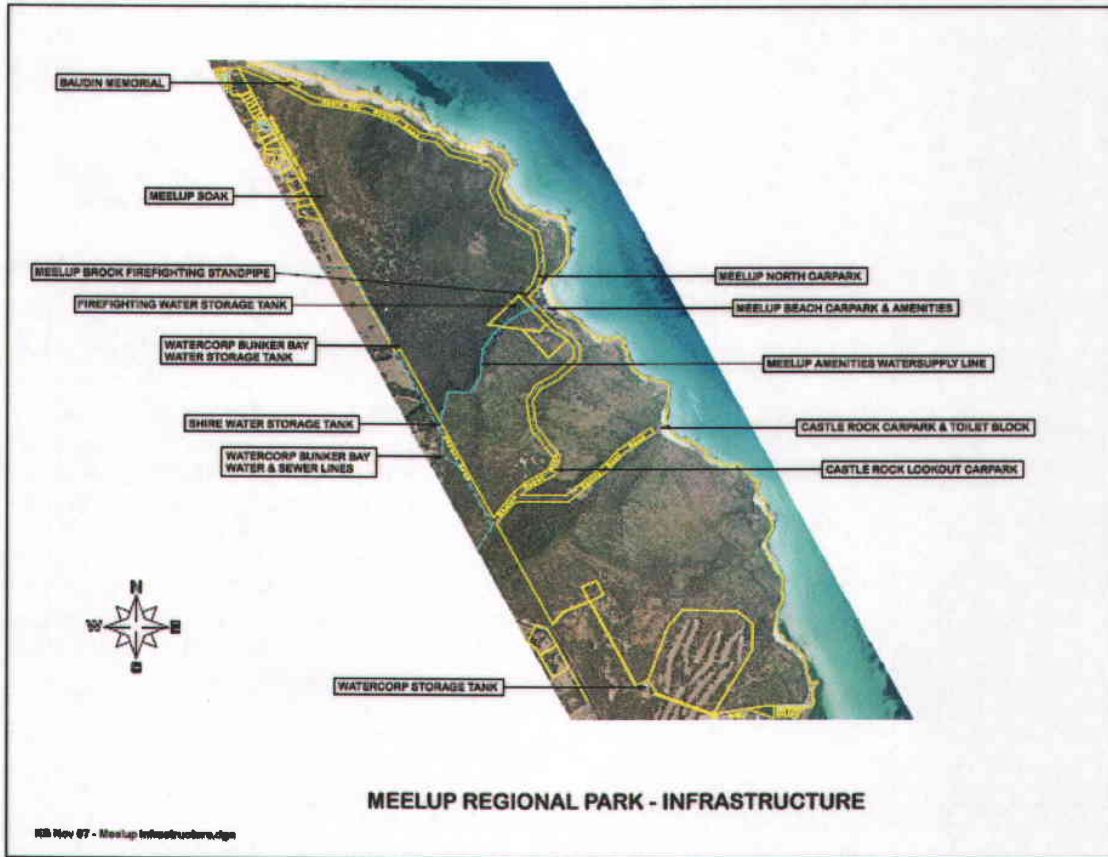 BAUDIN MEMORIAL
MEELUP SOAK
MEELUP BROOK FIREFIGHTING STANDPIPE
FIREFIGHTING WATER STORAGE TANK
WATERCORP BUNKER BAY
WATER STORAGE TANK
SHIRE WATER STORAGE TANK
WATERCORP BUNKER BAY
WATER & SEWER LINES
MEELUP NORTH CARPARK
MEELUP BEACH CARPARK & AMENITIES
MEELUP AMENITIES WATERSUPPLY LINE
CASTLE ROCK CARPARK & TOILET BLOCK
CASTLE ROCK LOOKOUT CARPARK
N
W E
S
WATERCORP STORAGE TANK
MEELUP REGIONAL PARK - INFRASTRUCTURE
Nov 07 - Meelup Infrastructure.dgn